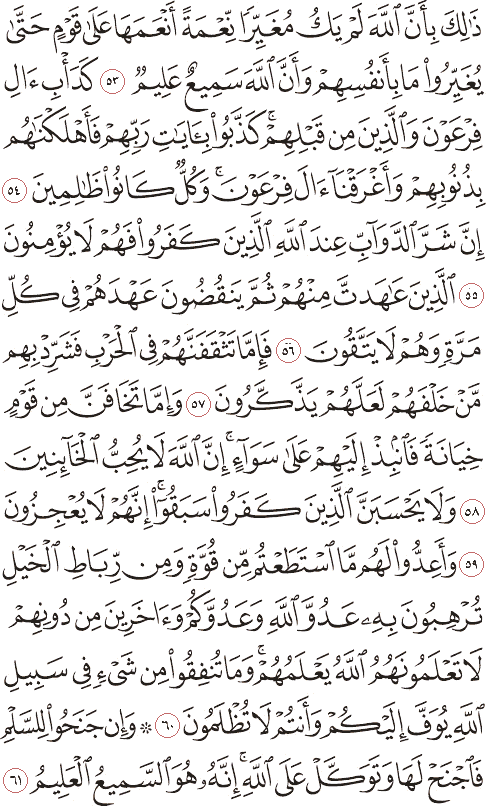 ذَٰلِكَ بِأَنَّ ٱللَّهَ لَمْ يَكُ مُغَيِّرًا نِّعْمَةً أَنْعَمَهَا عَلَىٰ قَوْمٍ حَتَّىٰ
يُغَيِّرُوا۟ مَا بِأَنفُسِهِمْ وَأَنَّ ٱللَّهَ سَمِيعٌ عَلِيمٌ ٥٣ كَدَأْبِ ءَالِ
فِرْعَوْنَ وَٱلَّذِينَ مِن قَبْلِهِمْ ۚ كَذَّبُوا۟ بِـَٔايَـٰتِ رَبِّهِمْ فَأَهْلَكْنَـٰهُم
بِذُنُوبِهِمْ وَأَغْرَقْنَآ ءَالَ فِرْعَوْنَ ۚ وَكُلٌّ كَانُوا۟ ظَـٰلِمِينَ ٥٤
إِنَّ شَرَّ ٱلدَّوَآبِّ عِندَ ٱللَّهِ ٱلَّذِينَ كَفَرُوا۟ فَهُمْ لَا يُؤْمِنُونَ
٥٥ ٱلَّذِينَ عَـٰهَدتَّ مِنْهُمْ ثُمَّ يَنقُضُونَ عَهْدَهُمْ فِى كُلِّ
مَرَّةٍ وَهُمْ لَا يَتَّقُونَ ٥٦ فَإِمَّا تَثْقَفَنَّهُمْ فِى ٱلْحَرْبِ فَشَرِّدْ بِهِم
مَّنْ خَلْفَهُمْ لَعَلَّهُمْ يَذَّكَّرُونَ ٥٧ وَإِمَّا تَخَافَنَّ مِن قَوْمٍ
خِيَانَةً فَٱنۢبِذْ إِلَيْهِمْ عَلَىٰ سَوَآءٍ ۚ إِنَّ ٱللَّهَ لَا يُحِبُّ ٱلْخَآئِنِينَ
٥٨ وَلَا يَحْسَبَنَّ ٱلَّذِينَ كَفَرُوا۟ سَبَقُوٓا۟ ۚ إِنَّهُمْ لَا يُعْجِزُونَ
٥٩ وَأَعِدُّوا۟ لَهُم مَّا ٱسْتَطَعْتُم مِّن قُوَّةٍ وَمِن رِّبَاطِ ٱلْخَيْلِ
تُرْهِبُونَ بِهِۦ عَدُوَّ ٱللَّهِ وَعَدُوَّكُمْ وَءَاخَرِينَ مِن دُونِهِمْ
لَا تَعْلَمُونَهُمُ ٱللَّهُ يَعْلَمُهُمْ ۚ وَمَا تُنفِقُوا۟ مِن شَىْءٍ فِى سَبِيلِ
ٱللَّهِ يُوَفَّ إِلَيْكُمْ وَأَنتُمْ لَا تُظْلَمُونَ ٦٠ ۞ وَإِن جَنَحُوا۟ لِلسَّلْمِ
فَٱجْنَحْ لَهَا وَتَوَكَّلْ عَلَى ٱللَّهِ ۚ إِنَّهُۥ هُوَ ٱلسَّمِيعُ ٱلْعَلِيمُ ٦١